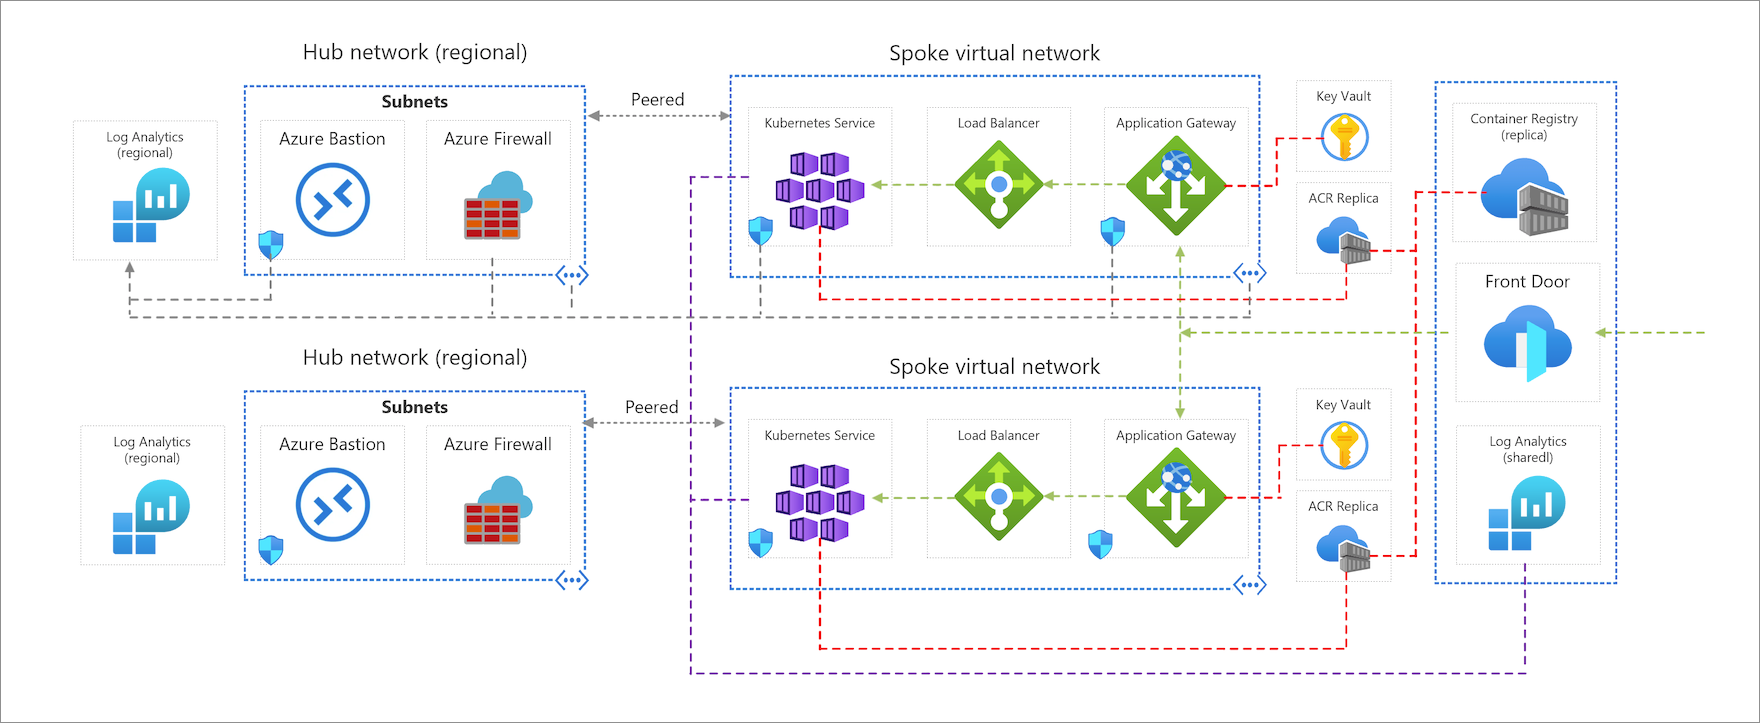 Hub network (regional)
Spoke virtual network
Subnets
Peered
Log Analytics
(regional)
Azure Bastion
Azure Firewall
Kubernetes Service
Load Balancer
Application Gateway
Key Vault
ACR Replica
Container Registry
(replica)
Front Door
Hub network (regional)
Spoke virtual network
Subnets
Peered
Log Analytics
(regional)
Azure Bastion
Azure Firewall
Kubernetes Service
Load Balancer
Application Gateway
Key Vault
ACR Replica
Log Analytics
(sharedl)